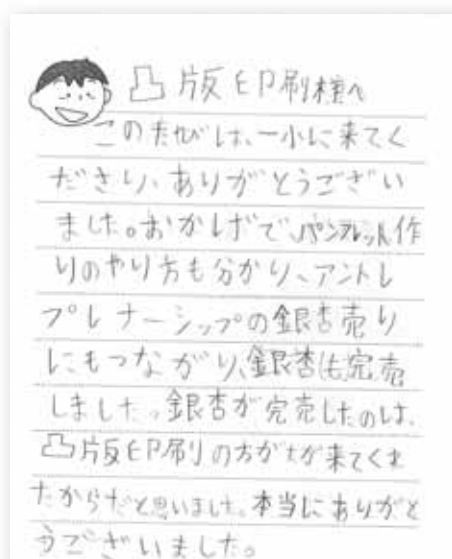 凸版印刷様へ
このたびは、一小に来てく
ださり、ありがとうござい
ました。おかげで、パンフレット作
りのやり方も分かり、アントレ
プレナーシップの銀杏売り
にもつながり、銀杏も完売
しました。銀杏が完売したのは、
凸版印刷りの方がたが来てくれ
たからだと思いました。本当にありがと
うございました。